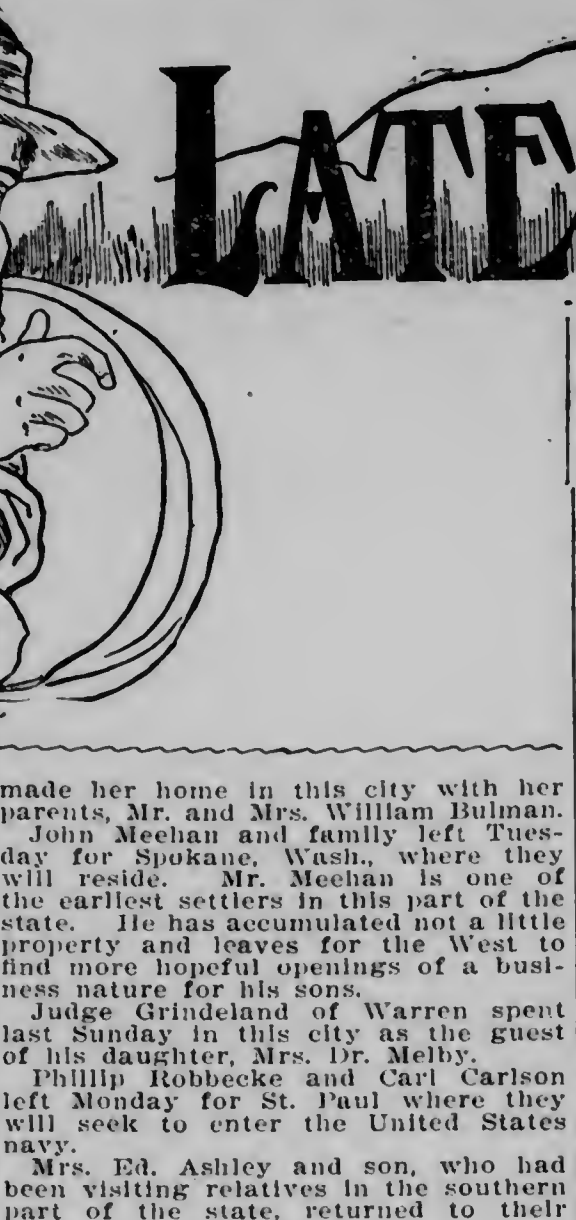 LATE
made her home in this city with her
parents, Mr. and Mrs. William Bulman.
John Meehan and family left Tues-
day for Spokane, Wash., where they
will reside. Mr. Meehan is one of
the earliest settlers in this part of the
state. He has accumulated not a little
property and leaves for the West to
find more hopeful openings of a busi-
ness nature for his sons.
Judge Grindeland of Warren spent
last Sunday in this city as the guest
of his daughter, Mrs. Dr. Melby.
Phillip Robbecke and Carl Carlson
left Monday for St. Paul where they
will seek to enter the United States
navy.
Mrs. Ed. Ashley and son, who had
been visiting relatives in the southern
part of the state, returned to their